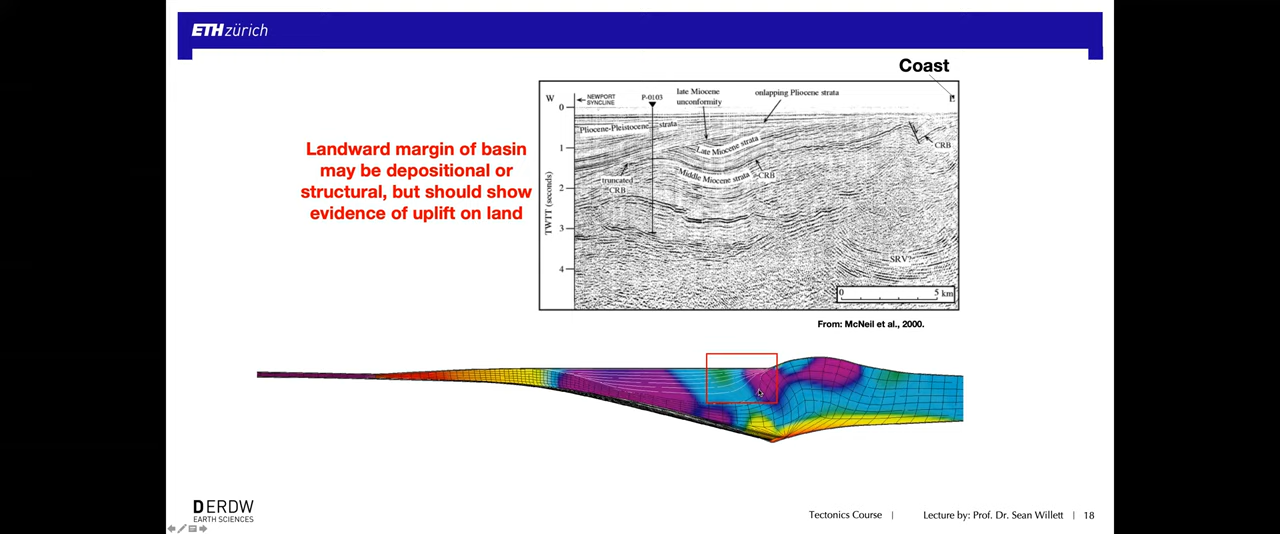 ETH zürich
Coast
W
NEWPORT
SYNCLINE
P-0103
late Miocene
unconformity
onlapping Pliocene strata
E
0
Pliocene-Pleistocene strata
Late Miocene strata
CRB
1
Landward margin of basin
may be depositional or
structural, but should show
evidence of uplift on land
truncated
CRB
Middle Miocene strata
CRB
TWTT (seconds)
2
3
SRV?
4
0
5 km
From: McNeil et al., 2000.
DERDW
EARTH SCIENCES
Tectonics Course | Lecture by: Prof. Dr. Sean Willett | 18